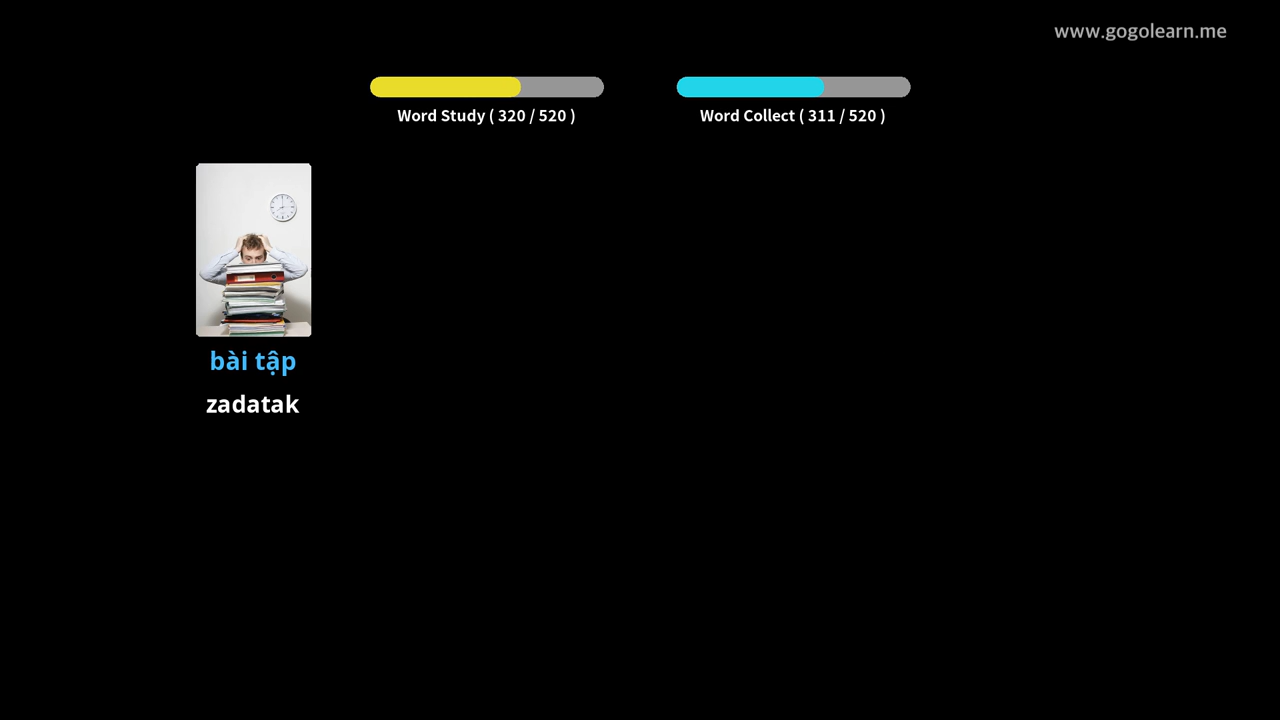 www.gogolearn.me
Word Study ( 320 / 520 )
Word Collect ( 311 / 520 )
bài tập
zadatak